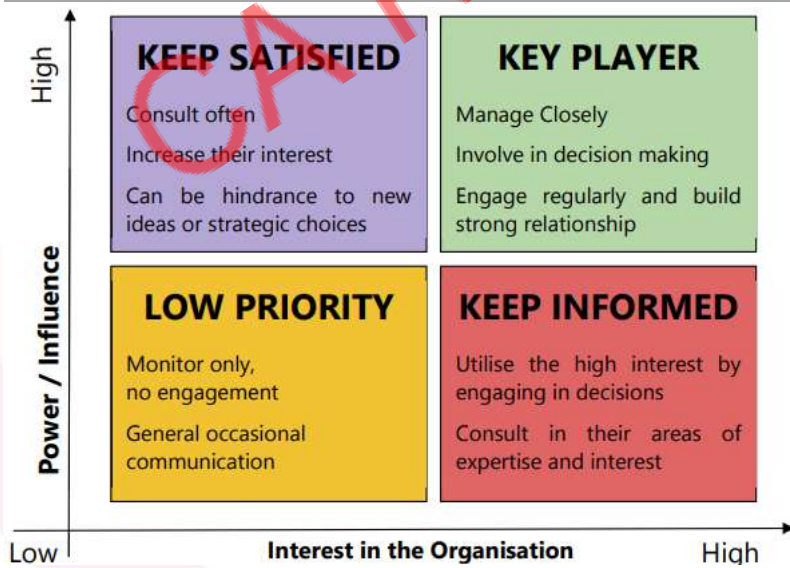 High
KEEP SATISFIED
Consult often
Increase their interest
Can be hindrance to new
ideas or strategic choices
KEY PLAYER
Manage Closely
Involve in decision making
Engage regularly and build
strong relationship
Power / Influence
LOW PRIORITY
Monitor only,
no engagement
General occasional
communication
KEEP INFORMED
Utilise the high interest by
engaging in decisions
Consult in their areas of
expertise and interest
Low
Interest in the Organisation
High